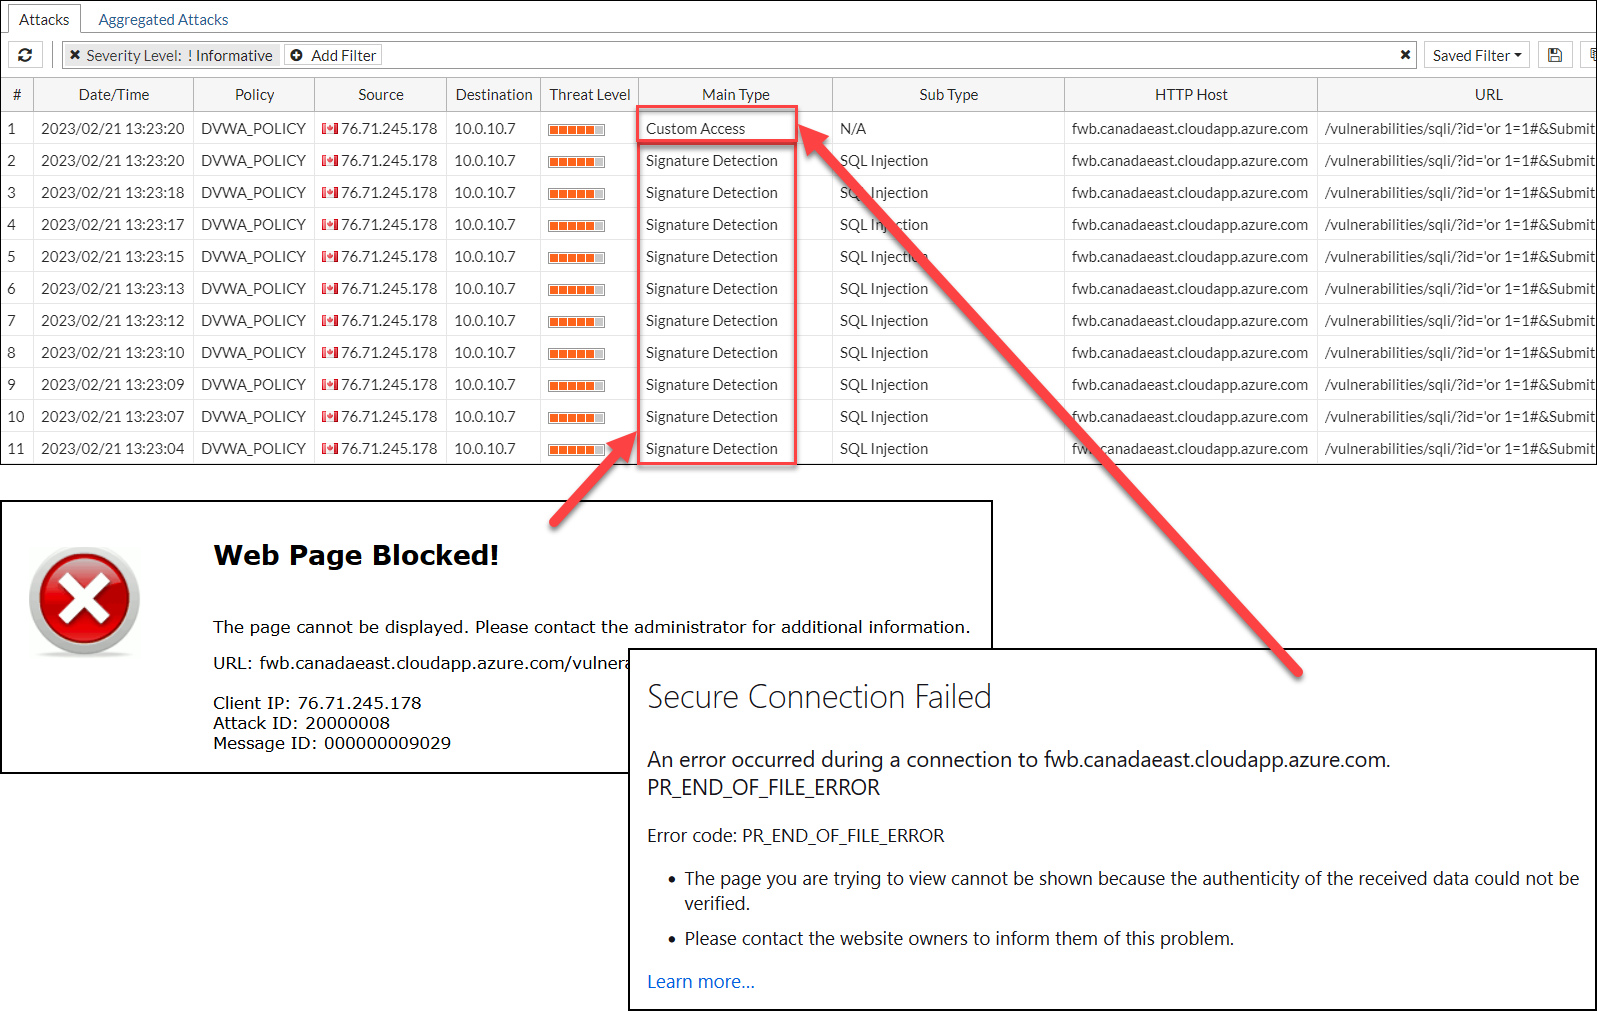 Attacks Aggregated Attacks
Severity Level: ! Informative Add Filter Saved Filter
# Date/Time Policy Source Destination Threat Level Main Type Sub Type HTTP Host URL
1 2023/02/21 13:23:20 DVWA_POLICY 76.71.245.178 10.0.10.7 Custom Access N/A fwb.canadaeast.cloudapp.azure.com /vulnerabilities/sqli/?id='or 1=1#&Submit
2 2023/02/21 13:23:20 DVWA_POLICY 76.71.245.178 10.0.10.7 Signature Detection SQL Injection fwb.canadaeast.cloudapp.azure.com /vulnerabilities/sqli/?id='or 1=1#&Submit
3 2023/02/21 13:23:18 DVWA_POLICY 76.71.245.178 10.0.10.7 Signature Detection SQL Injection fwb.canadaeast.cloudapp.azure.com /vulnerabilities/sqli/?id='or 1=1#&Submit
4 2023/02/21 13:23:17 DVWA_POLICY 76.71.245.178 10.0.10.7 Signature Detection SQL Injection fwb.canadaeast.cloudapp.azure.com /vulnerabilities/sqli/?id='or 1=1#&Submit
5 2023/02/21 13:23:15 DVWA_POLICY 76.71.245.178 10.0.10.7 Signature Detection SQL Injection fwb.canadaeast.cloudapp.azure.com /vulnerabilities/sqli/?id='or 1=1#&Submit
6 2023/02/21 13:23:13 DVWA_POLICY 76.71.245.178 10.0.10.7 Signature Detection SQL Injection fwb.canadaeast.cloudapp.azure.com /vulnerabilities/sqli/?id='or 1=1#&Submit
7 2023/02/21 13:23:12 DVWA_POLICY 76.71.245.178 10.0.10.7 Signature Detection SQL Injection fwb.canadaeast.cloudapp.azure.com /vulnerabilities/sqli/?id='or 1=1#&Submit
8 2023/02/21 13:23:10 DVWA_POLICY 76.71.245.178 10.0.10.7 Signature Detection SQL Injection fwb.canadaeast.cloudapp.azure.com /vulnerabilities/sqli/?id='or 1=1#&Submit
9 2023/02/21 13:23:09 DVWA_POLICY 76.71.245.178 10.0.10.7 Signature Detection SQL Injection fwb.canadaeast.cloudapp.azure.com /vulnerabilities/sqli/?id='or 1=1#&Submit
10 2023/02/21 13:23:07 DVWA_POLICY 76.71.245.178 10.0.10.7 Signature Detection SQL Injection fwb.canadaeast.cloudapp.azure.com /vulnerabilities/sqli/?id='or 1=1#&Submit
11 2023/02/21 13:23:04 DVWA_POLICY 76.71.245.178 10.0.10.7 Signature Detection SQL Injection fwb.canadaeast.cloudapp.azure.com /vulnerabilities/sqli/?id='or 1=1#&Submit
Web Page Blocked!
The page cannot be displayed. Please contact the administrator for additional information.
URL: fwb.canadaeast.cloudapp.azure.com/vulnera
Client IP: 76.71.245.178
Attack ID: 20000008
Message ID: 000000009029
Secure Connection Failed
An error occurred during a connection to fwb.canadaeast.cloudapp.azure.com.
PR_END_OF_FILE_ERROR
Error code: PR_END_OF_FILE_ERROR
• The page you are trying to view cannot be shown because the authenticity of the received data could not be
verified.
• Please contact the website owners to inform them of this problem.
Learn more...